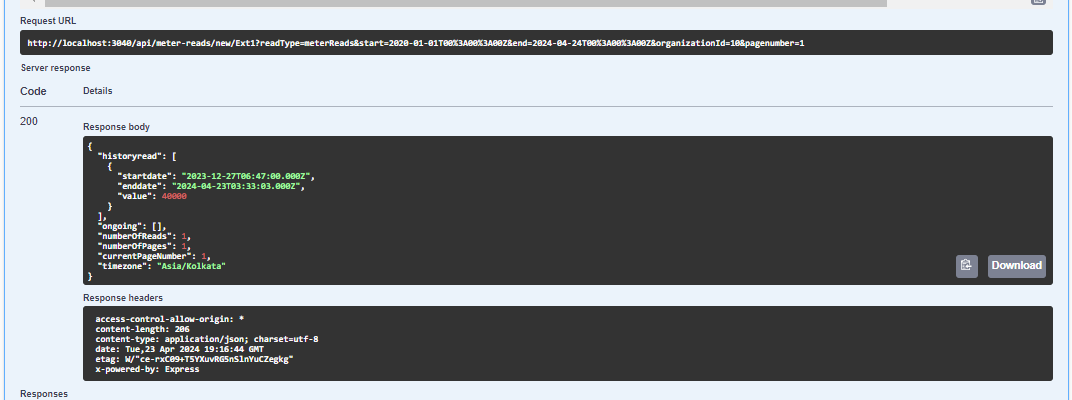 Request URL
http://localhost:3040/api/meter-reads/new/Ext1?readType=meterReads&start=2020-01-01T00%3A00%3A00Z&end=2024-04-24T00%3A00%3A00Z&organizationId=10&pagenumber=1
Server response
Code Details
200
Response body
{
"historyread": [
{
"startdate": "2023-12-27T06:47:00.000Z",
"enddate": "2024-04-23T03:33:03.000Z",
"value": 40000
}
],
"ongoing": [],
"numberOfReads": 1,
"numberOfPages": 1,
"currentPageNumber": 1,
"timezone": "Asia/Kolkata"
}
Download
Response headers
access-control-allow-origin: *
content-length: 206
content-type: application/json; charset=utf-8
date: Tue,23 Apr 2024 19:16:44 GMT
etag: W/"ce-rxC09+T5YXuvRG5nSlnYuCZegkg"
x-powered-by: Express
Responses